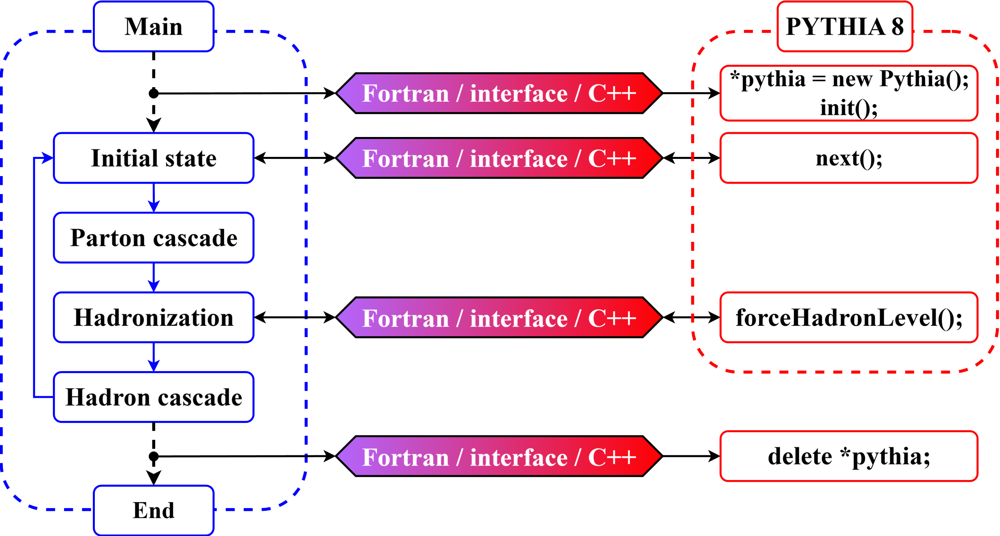 Main
PYTHIA 8
Fortran / interface / C++
*pythia = new Pythia();
init();
Initial state
Fortran / interface / C++
next();
Parton cascade
Hadronization
Fortran / interface / C++
forceHadronLevel();
Hadron cascade
Fortran / interface / C++
delete *pythia;
End